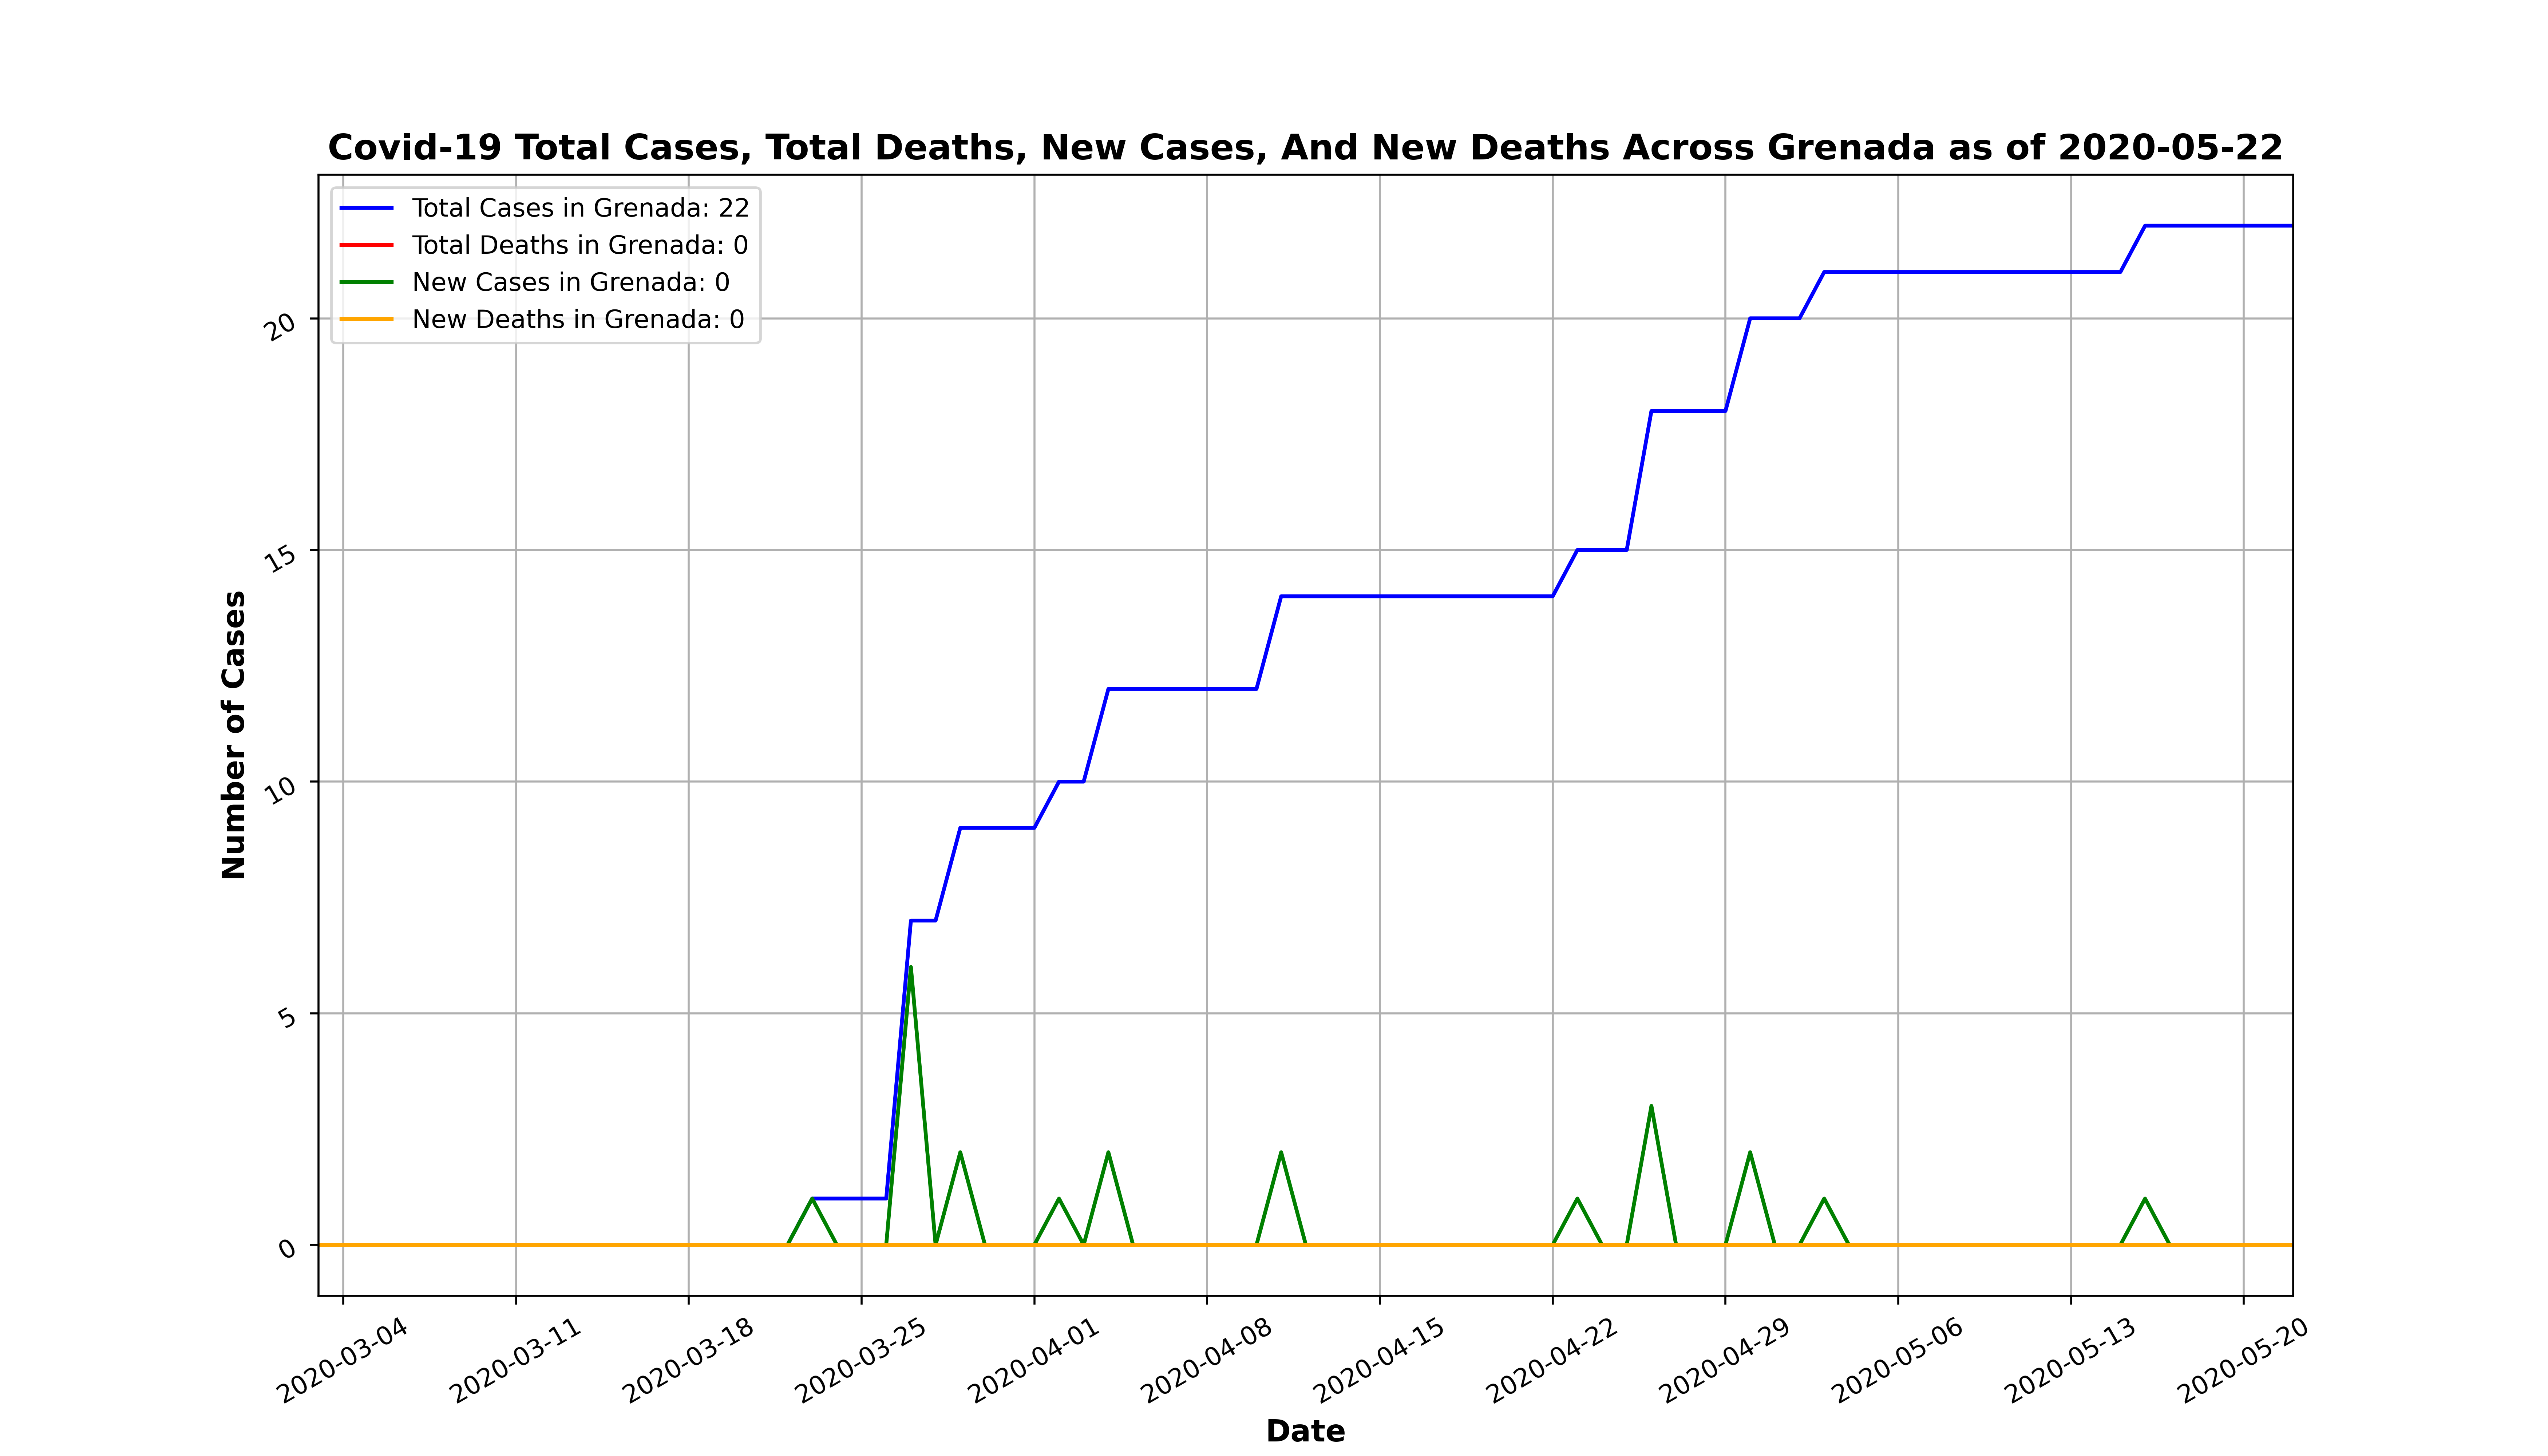 Covid-19 Total Cases, Total Deaths, New Cases, And New Deaths Across Grenada as of 2020-05-22
Total Cases in Grenada: 22
Total Deaths in Grenada: 0
New Cases in Grenada: 0
New Deaths in Grenada: 0
Number of Cases
20
15
10
5
0
2020-03-04
2020-03-11
2020-03-18
2020-03-25
2020-04-01
2020-04-08
2020-04-15
2020-04-22
2020-04-29
2020-05-06
2020-05-13
2020-05-20
Date